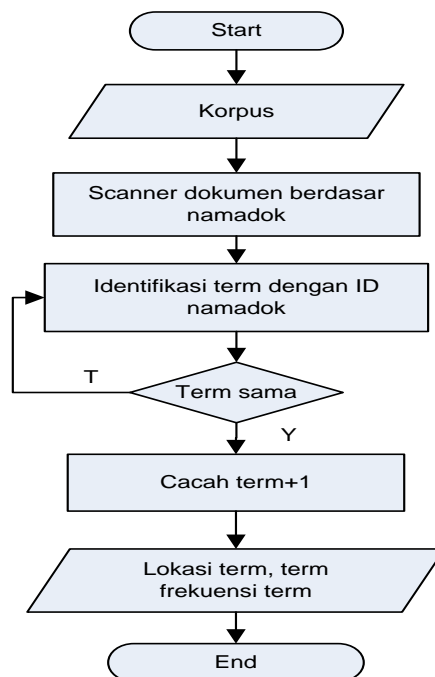 Start
Korpus
Scanner dokumen berdasar
namadok
Identifikasi term dengan ID
namadok
T
Term sama
Y
Cacah term+1
Lokasi term, term
frekuensi term
End